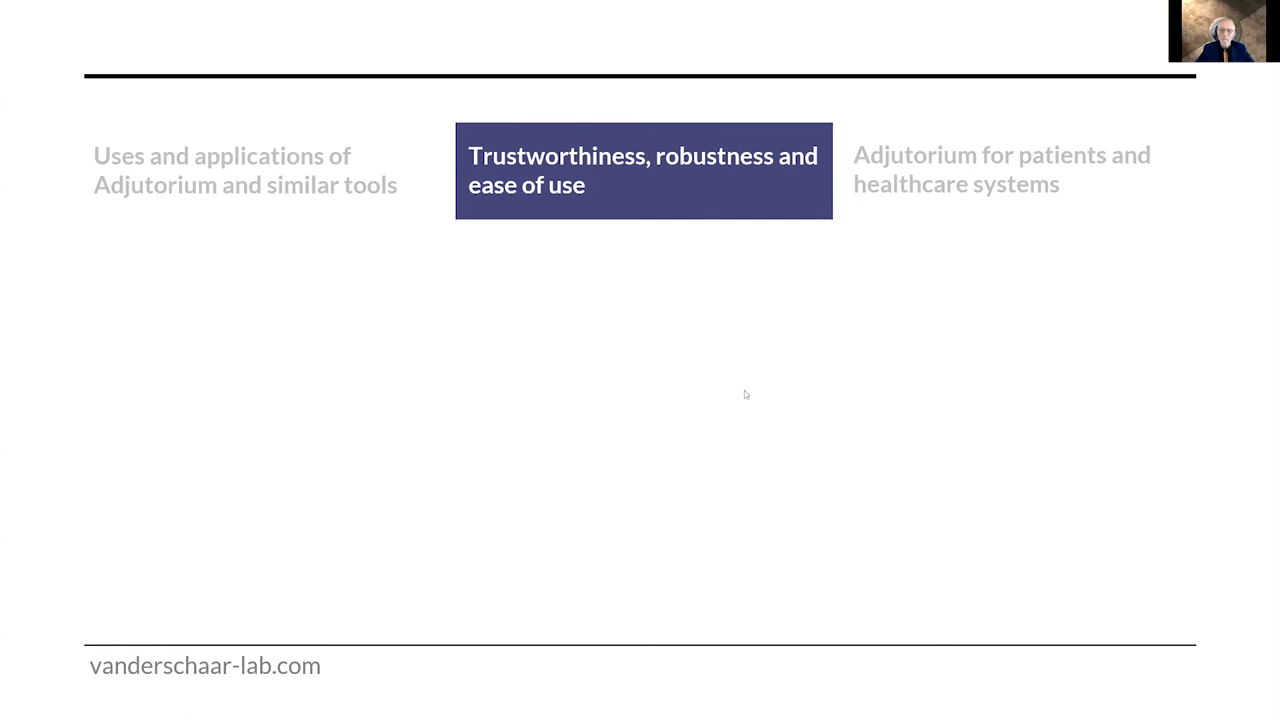 Uses and applications of
Adjutorium and similar tools
Trustworthiness, robustness and
ease of use
Adjutorium for patients and
healthcare systems
vanderschaar-lab.com